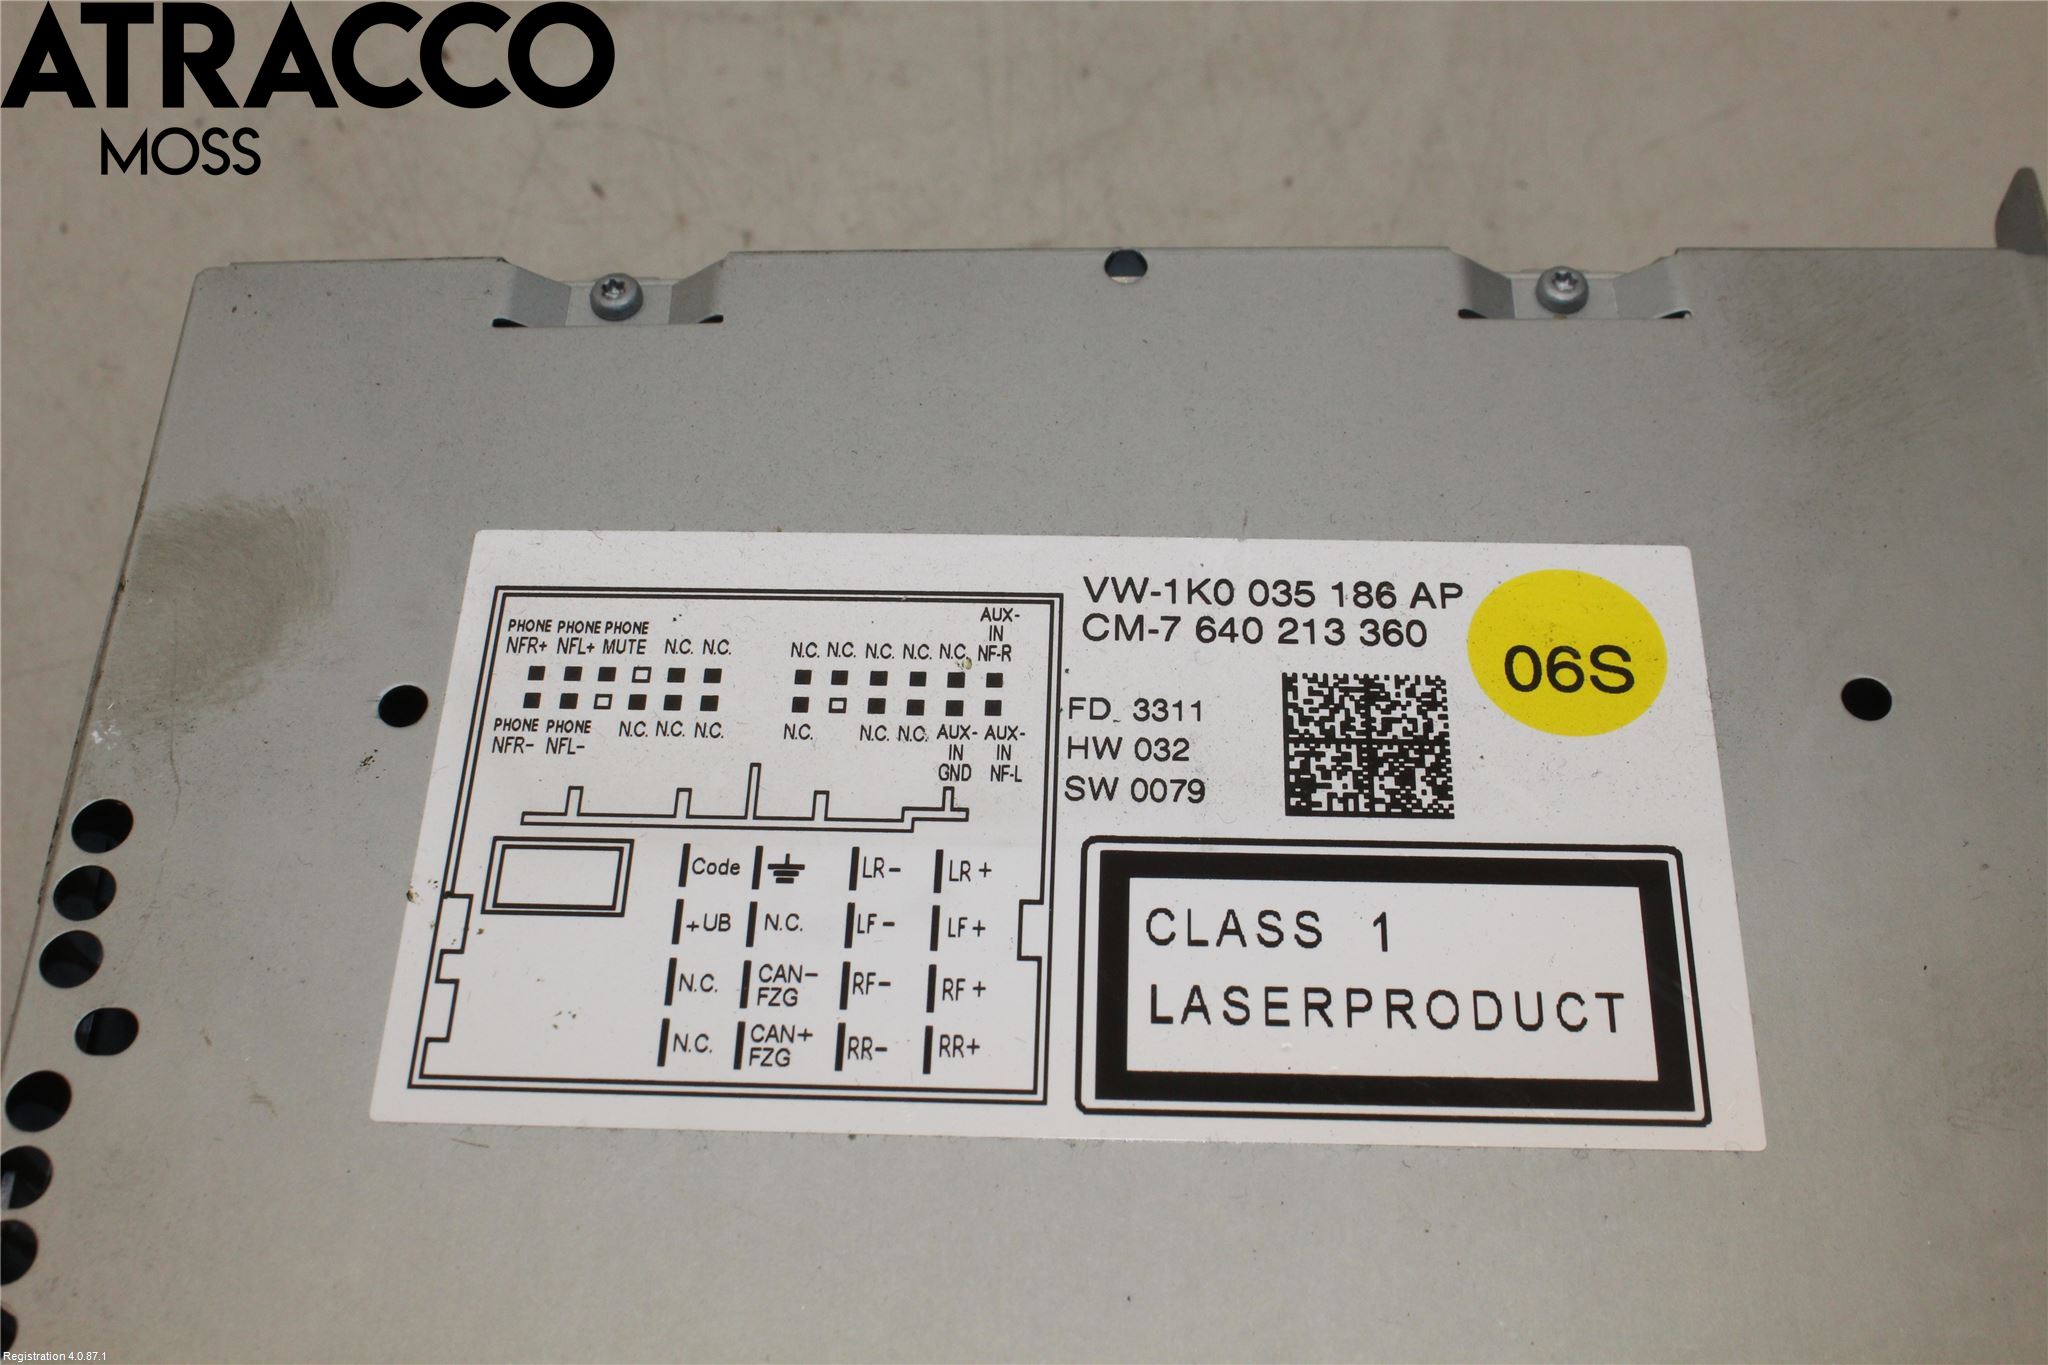 ATRACCO
MOSS
VW-1K0 035 186 AP
CM-7 640 213 360
06S
FD 3311
HW 032
SW 0079
PHONE PHONE PHONE
NFR+ NFL+ MUTE N.C. N.C.
N.C. N.C. N.C. N.C. N.C.
AUX-
IN
NF-R
PHONE PHONE
NFR- NFL-
N.C. N.C. N.C.
N.C. N.C. N.C.
AUX-
IN
GND
AUX-
IN
NF-L
Code LR- LR+
+UB N.C. LF- LF+
N.C. CAN-
FZG
RF- RF+
N.C. CAN+
FZG
RR- RR+
CLASS 1
LASERPRODUCT
Registration 4.0.87.1